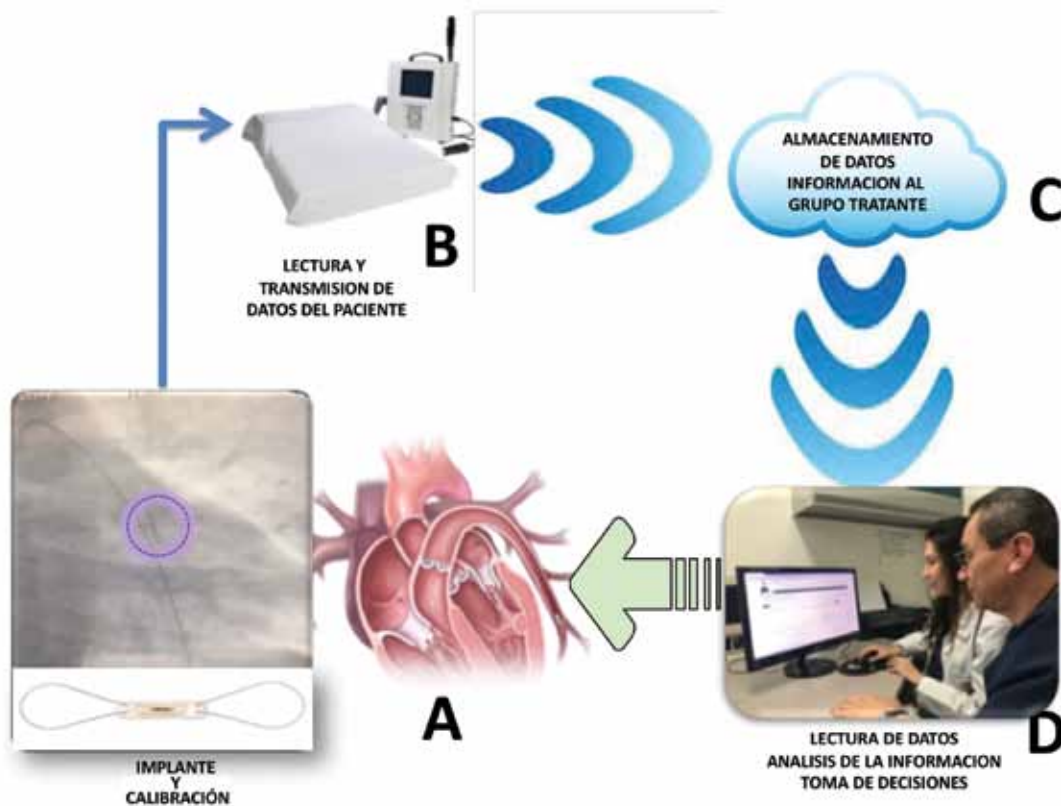 B
LECTURA Y
TRANSMISION DE
DATOS DEL PACIENTE
ALMACENAMIENTO
DE DATOS
INFORMACION AL
GRUPO TRATANTE
C
A
IMPLANTE
Y
CALIBRACIÓN
D
LECTURA DE DATOS
ANALISIS DE LA INFORMACION
TOMA DE DECISIONES